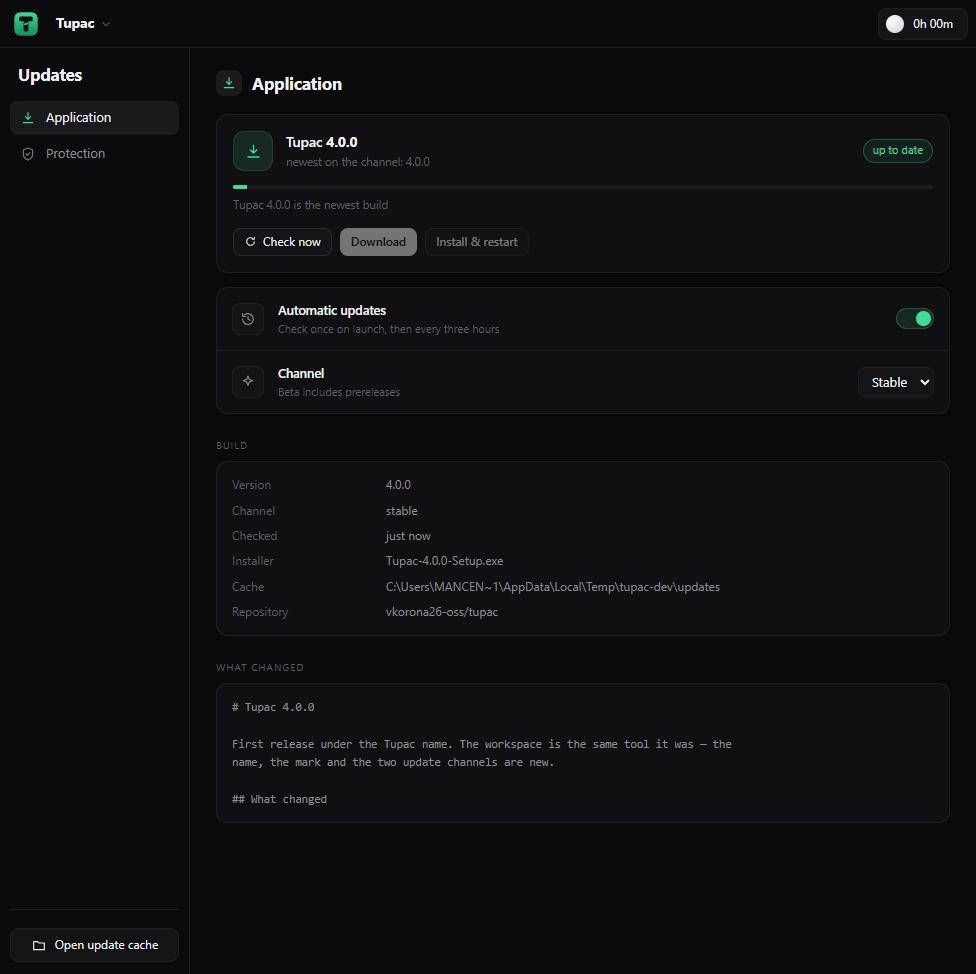 Tupac
0h 00m
Updates
Application
Protection
Open update cache
Application
Tupac 4.0.0
newest on the channel: 4.0.0
up to date
Tupac 4.0.0 is the newest build
Check now
Download
Install & restart
Automatic updates
Check once on launch, then every three hours
Channel
Beta includes prereleases
Stable
BUILD
Version 4.0.0
Channel stable
Checked just now
Installer Tupac-4.0.0-Setup.exe
Cache C:\Users\MANCEN~1\AppData\Local\Temp\tupac-dev\updates
Repository vkorona26-oss/tupac
WHAT CHANGED
# Tupac 4.0.0
First release under the Tupac name. The workspace is the same tool it was — the
name, the mark and the two update channels are new.
## What changed